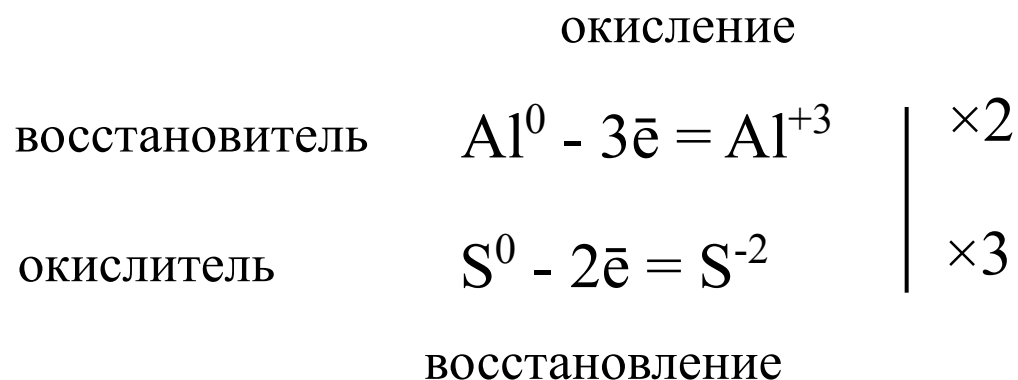 окисление
восстановитель Al⁰ - 3ē = Al⁺³ ×2
окислитель S⁰ - 2ē = S⁻² ×3
восстановление